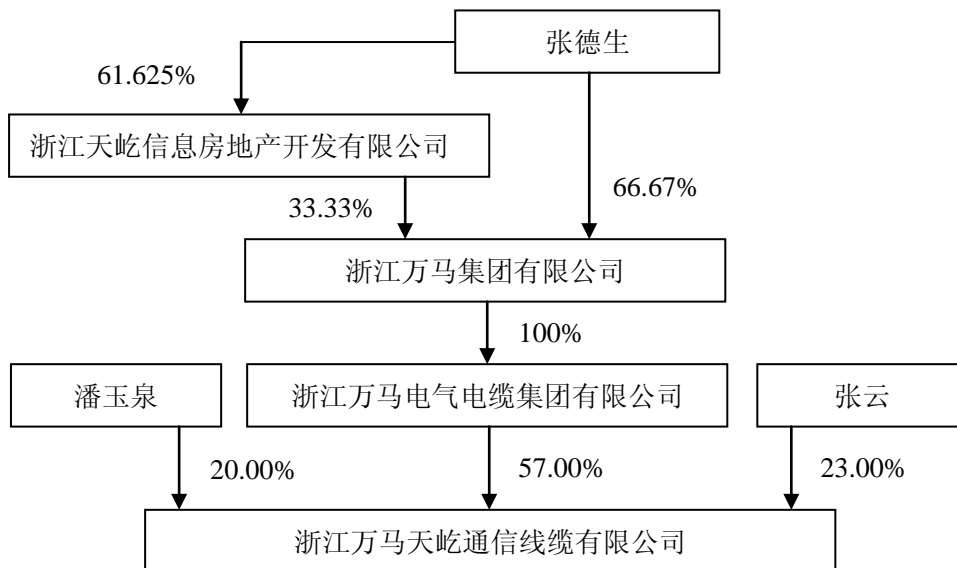 张德生
61.625%
浙江天屹信息房地产开发有限公司
66.67%
33.33%
浙江万马集团有限公司
100%
潘玉泉
浙江万马电气电缆集团有限公司
张云
20.00%
57.00%
23.00%
浙江万马天屹通信线缆有限公司